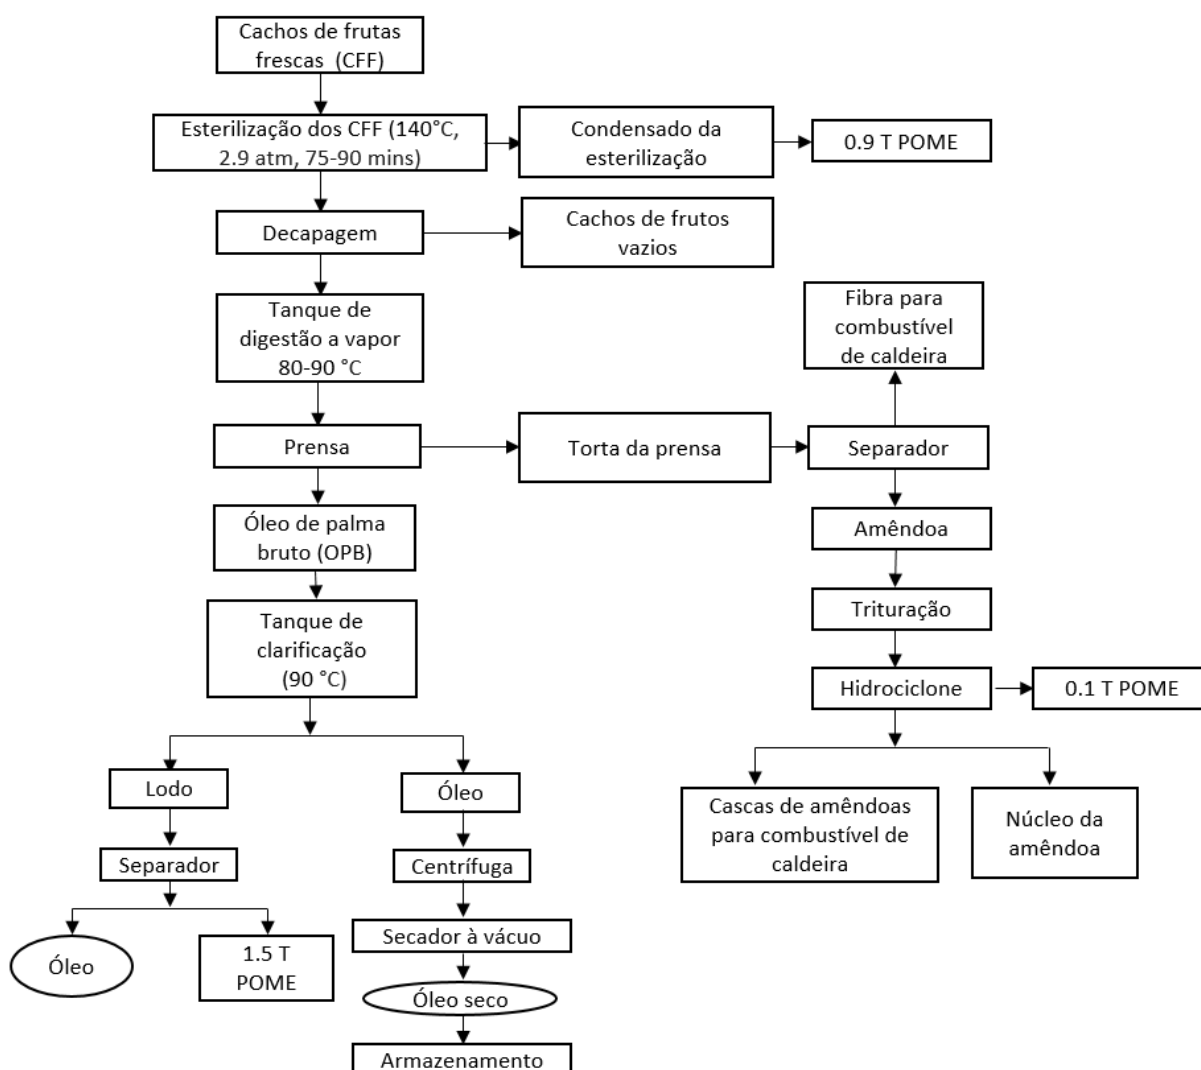 Cachos de frutas
frescas (CFF)
Esterilização dos CFF (140°C,
2.9 atm, 75-90 mins)
Condensado da
esterilização
0.9 T POME
Decapagem
Cachos de frutos
vazios
Tanque de
digestão a vapor
80-90 °C
Fibra para
combustível
de caldeira
Prensa
Torta da prensa
Separador
Óleo de palma
bruto (OPB)
Amêndoa
Tanque de
clarificação
(90 °C)
Trituração
Hidrociclone
0.1 T POME
Lodo
Óleo
Cascas de amêndoas
para combustível de
caldeira
Núcleo da
amêndoa
Separador
Centrífuga
Óleo
1.5 T
POME
Secador à vácuo
Óleo seco
Armazenamento